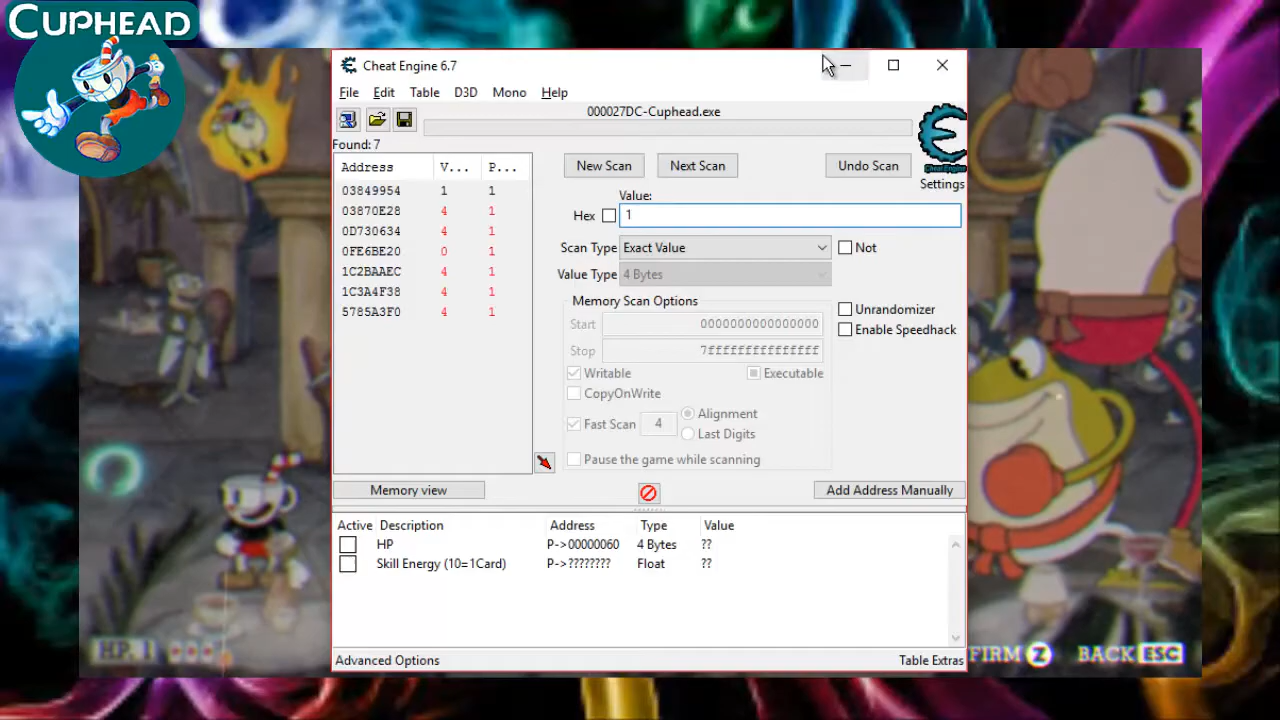 CUPHEAD
Cheat Engine 6.7
File Edit Table D3D Mono Help
000027DC-Cuphead.exe
Found: 7
Address V... P...
03849954 1 1
03870E28 4 1
0D730634 4 1
0FE6BE20 0 1
1C2BAAEC 4 1
1C3A4F38 4 1
5785A3F0 4 1
New Scan Next Scan Undo Scan
Cheat Engine
Settings
Value:
Hex 1
Scan Type Exact Value Not
Value Type 4 Bytes
Memory Scan Options
Start 0000000000000000
Stop 7fffffffffffffff
Unrandomizer
Enable Speedhack
Writable Executable
CopyOnWrite
Fast Scan 4 Alignment
Last Digits
Pause the game while scanning
Memory view Add Address Manually
Active Description Address Type Value
HP P->00000060 4 Bytes ??
Skill Energy (10=1Card) P->???????? Float ??
HP. 1
FIRM Z BACK ESC
Advanced Options Table Extras